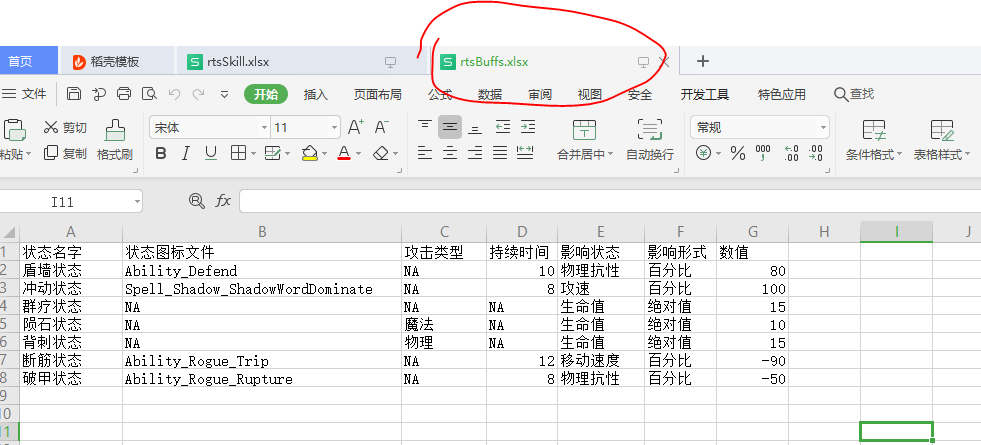 首页 稻壳模板 rtsSkill.xlsx rtsBuffs.xlsx
文件 开始 插入 页面布局 公式 数据 审阅 视图 安全 开发工具 特色应用 查找
粘贴 剪切 复制 格式刷 宋体 11 A+ A- B I U A 合并居中 自动换行 常规 % 000 条件格式 表格样式
I11 fx
A B C D E F G H I J
1 状态名字 状态图标文件 攻击类型 持续时间 影响状态 影响形式 数值
2 盾墙状态 Ability_Defend NA 10 物理抗性 百分比 80
3 冲动状态 Spell_Shadow_ShadowWordDominate NA 8 攻速 百分比 100
4 群疗状态 NA NA NA 生命值 绝对值 15
5 陨石状态 NA 魔法 NA 生命值 绝对值 10
6 背刺状态 NA 物理 NA 生命值 绝对值 15
7 断筋状态 Ability_Rogue_Trip NA 12 移动速度 百分比 -90
8 破甲状态 Ability_Rogue_Rupture NA 8 物理抗性 百分比 -50
9
10
11